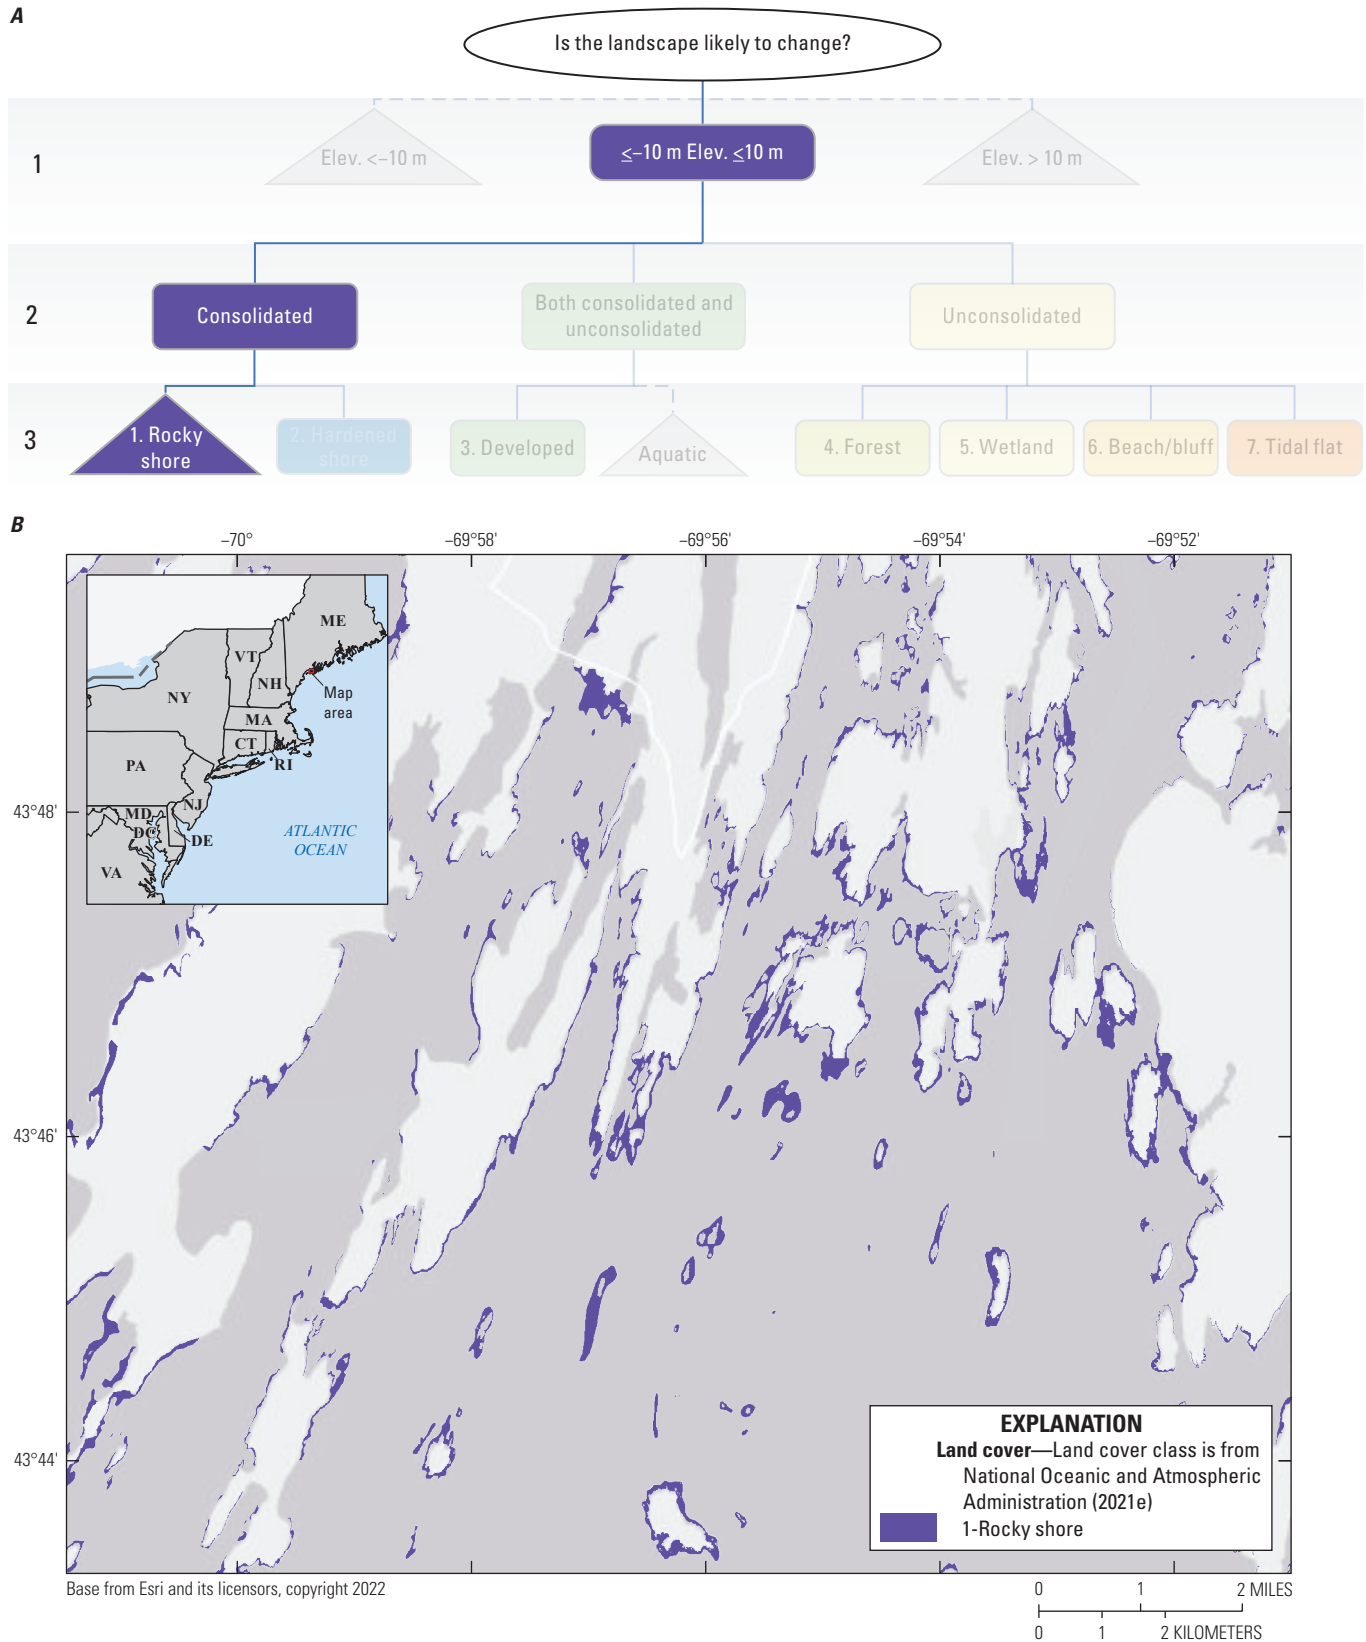 A
Is the landscape likely to change?
1
Elev. <–10 m
≤–10 m Elev. ≤10 m
Elev. > 10 m
2
Consolidated
Both consolidated and
unconsolidated
Unconsolidated
3
1. Rocky
shore
2. Hardened
shore
3. Developed
Aquatic
4. Forest
5. Wetland
6. Beach/bluff
7. Tidal flat
B
–70°
–69°58'
–69°56'
–69°54'
–69°52'
43°48'
43°46'
43°44'
ME
VT
NH
NY
Map
area
MA
CT
RI
PA
NJ
MD
DC
DE
VA
ATLANTIC
OCEAN
EXPLANATION
Land cover—Land cover class is from
National Oceanic and Atmospheric
Administration (2021e)
1-Rocky shore
Base from Esri and its licensors, copyright 2022
0 1 2 MILES
0 1 2 KILOMETERS